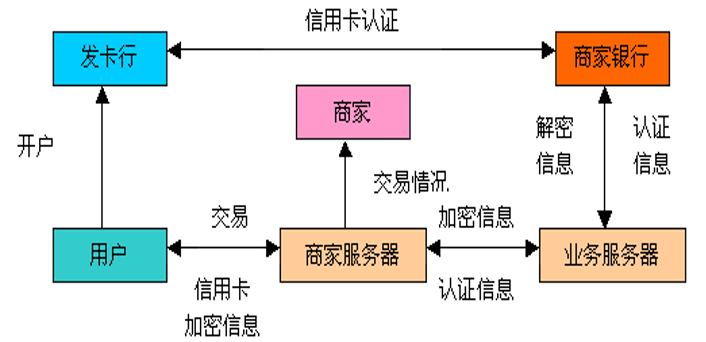 信用卡认证
发卡行
商家银行
商家
开户
解密
信息
认证
信息
交易情况
交易
加密信息
用户
商家服务器
业务服务器
信用卡
加密信息
认证信息